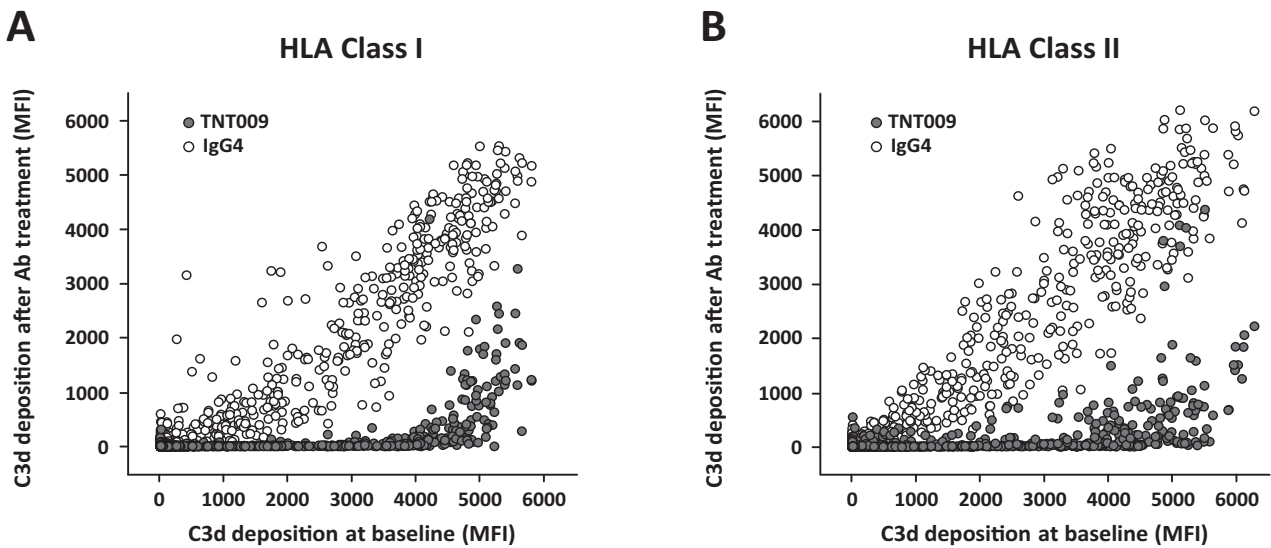 A
HLA Class I
C3d deposition after Ab treatment (MFI)
6000
5000
4000
3000
2000
1000
0
TNT009
IgG4
0 1000 2000 3000 4000 5000 6000
C3d deposition at baseline (MFI)
B
HLA Class II
C3d deposition after Ab treatment (MFI)
6000
5000
4000
3000
2000
1000
0
TNT009
IgG4
0 1000 2000 3000 4000 5000 6000
C3d deposition at baseline (MFI)